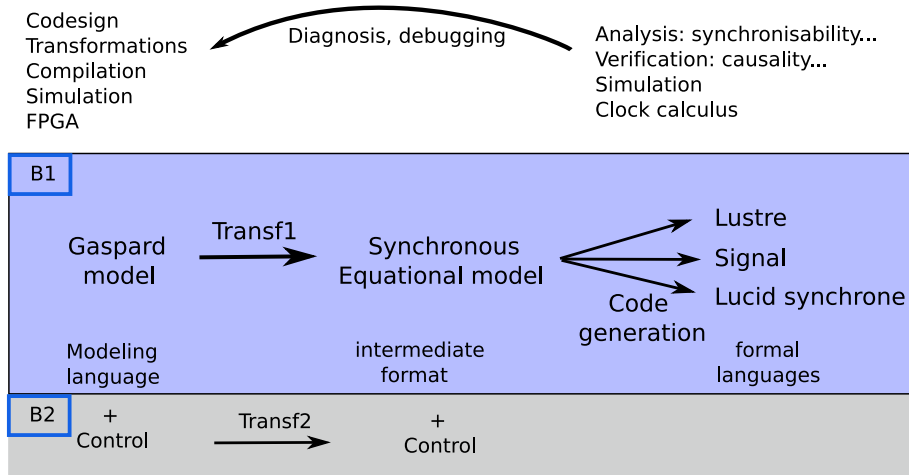 Codesign
Transformations
Compilation
Simulation
FPGA
Diagnosis, debugging
Analysis: synchronisability...
Verification: causality...
Simulation
Clock calculus
B1
Gaspard
model
Transf1
Synchronous
Equational model
Lustre
Signal
Lucid synchrone
Code
generation
Modeling
language
intermediate
format
formal
languages
B2
+
Control
Transf2
+
Control